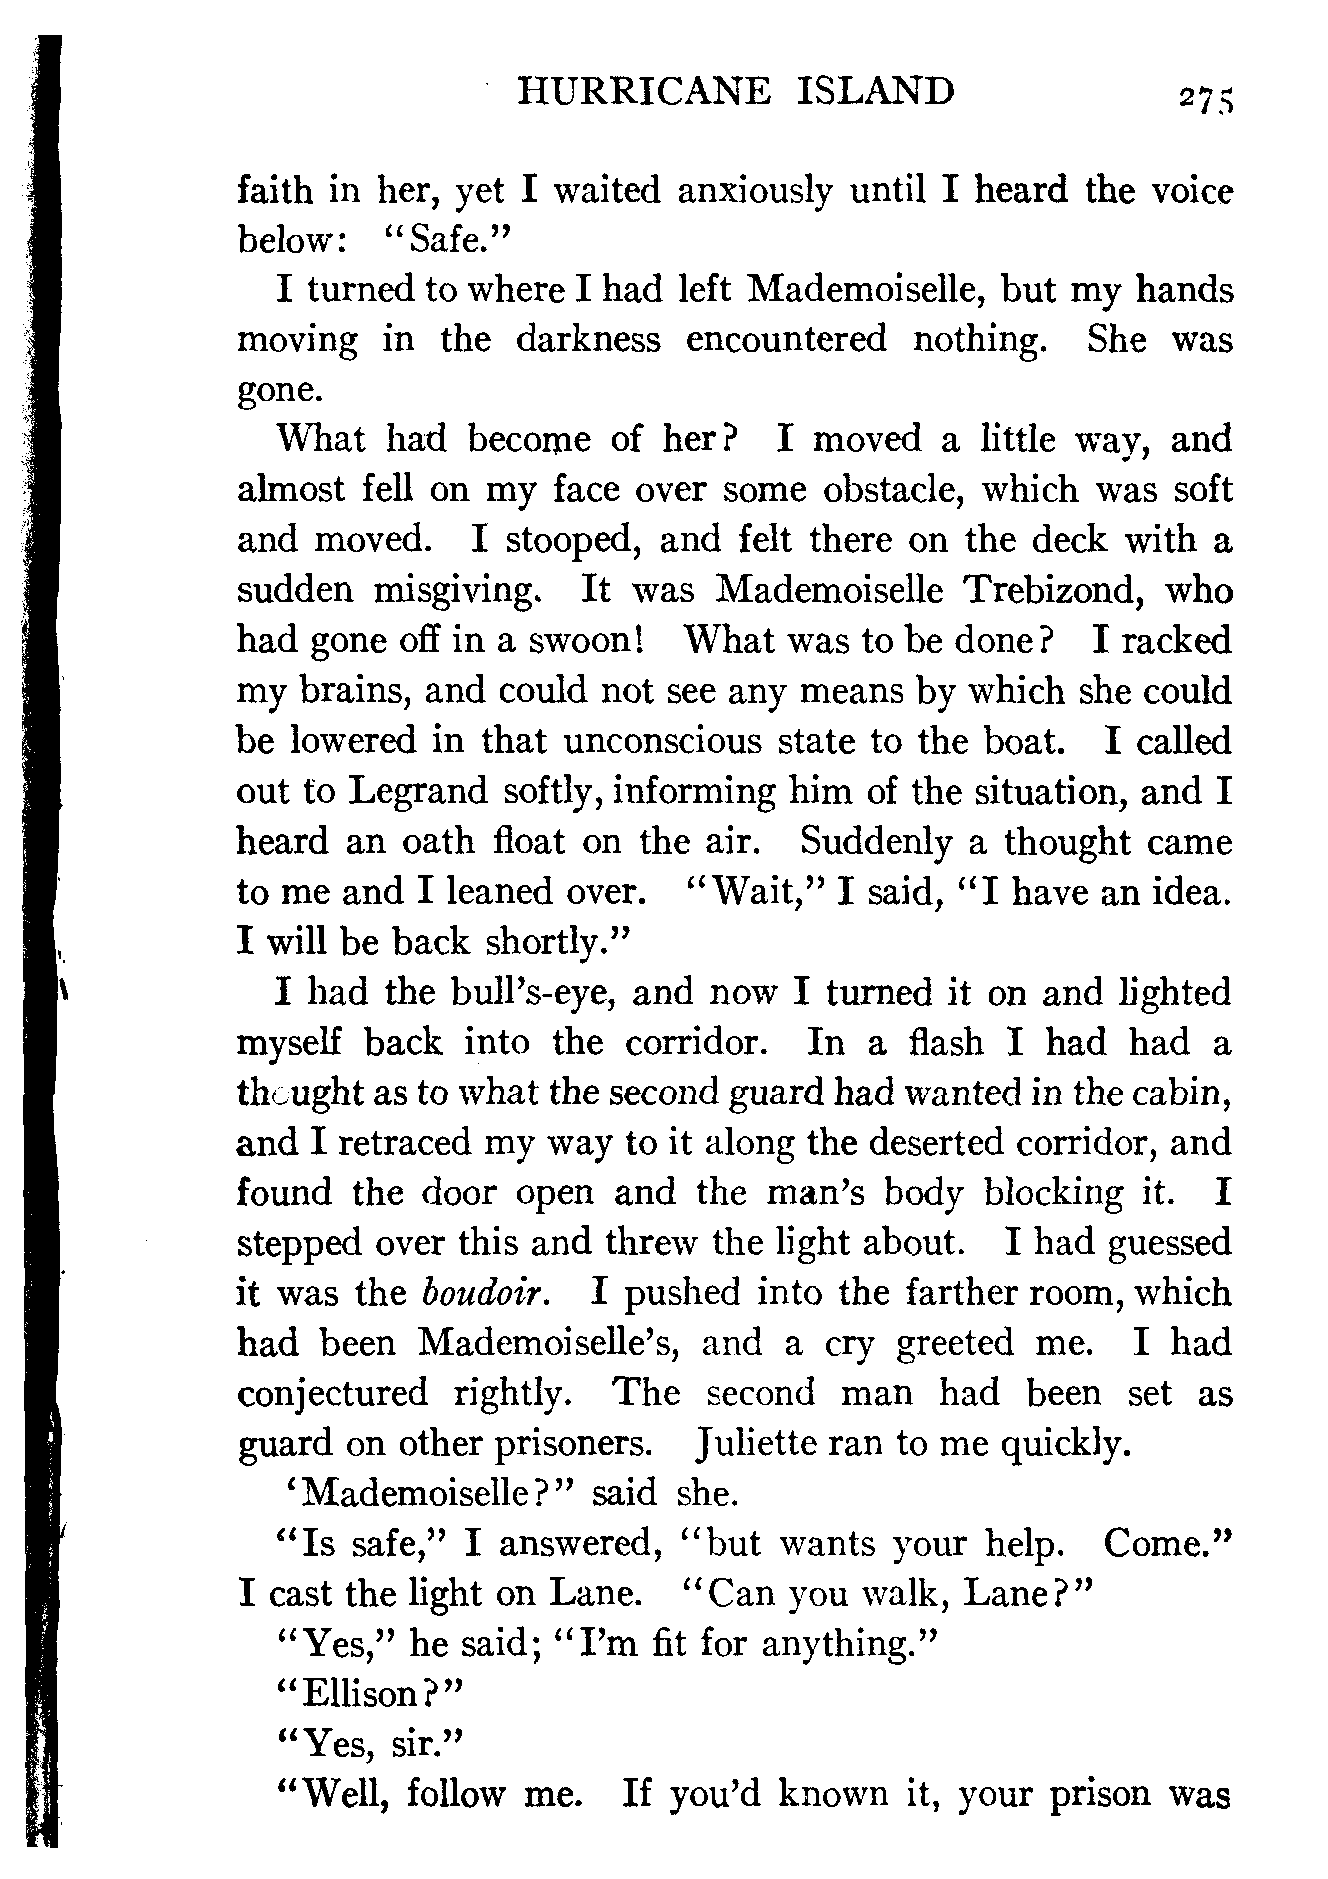 HURRICANE ISLAND 275
faith in her, yet I waited anxiously until I heard the voice
below: "Safe."
I turned to where I had left Mademoiselle, but my hands
moving in the darkness encountered nothing. She was
gone.
What had become of her? I moved a little way, and
almost fell on my face over some obstacle, which was soft
and moved. I stooped, and felt there on the deck with a
sudden misgiving. It was Mademoiselle Trebizond, who
had gone off in a swoon! What was to be done? I racked
my brains, and could not see any means by which she could
be lowered in that unconscious state to the boat. I called
out to Legrand softly, informing him of the situation, and I
heard an oath float on the air. Suddenly a thought came
to me and I leaned over. "Wait," I said, "I have an idea.
I will be back shortly."
I had the bull's-eye, and now I turned it on and lighted
myself back into the corridor. In a flash I had had a
thought as to what the second guard had wanted in the cabin,
and I retraced my way to it along the deserted corridor, and
found the door open and the man's body blocking it. I
stepped over this and threw the light about. I had guessed
it was the boudoir. I pushed into the farther room, which
had been Mademoiselle's, and a cry greeted me. I had
conjectured rightly. The second man had been set as
guard on other prisoners. Juliette ran to me quickly.
'Mademoiselle?" said she.
"Is safe," I answered, "but wants your help. Come."
I cast the light on Lane. "Can you walk, Lane?"
"Yes," he said; "I'm fit for anything."
"Ellison?"
"Yes, sir."
"Well, follow me. If you'd known it, your prison was